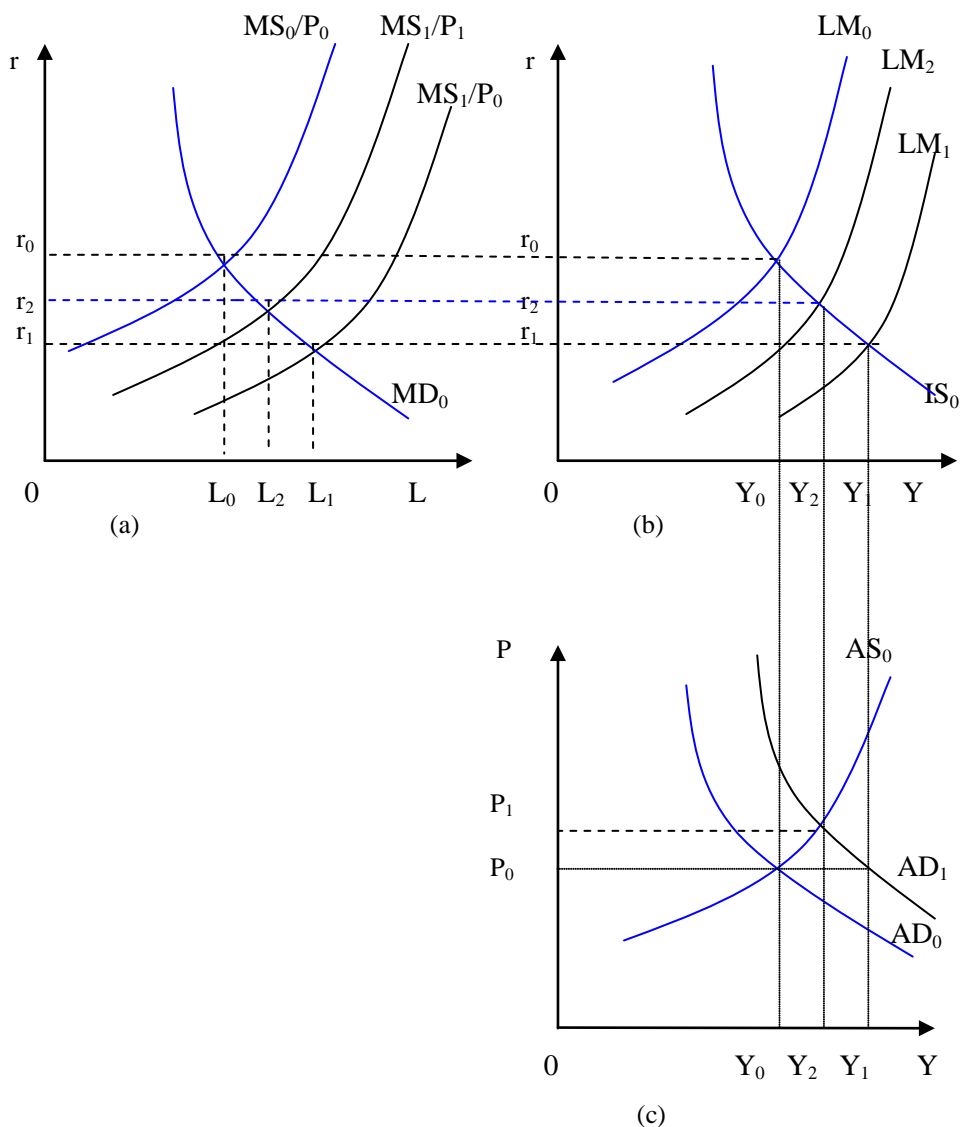 MS₀/P₀ MS₁/P₁ LM₀
r r LM₂
MS₁/P₀
LM₁
r₀ r₀
r₂ r₂
r₁ r₁
MD₀ IS₀
0 L₀ L₂ L₁ L 0 Y₀ Y₂ Y₁ Y
(a) (b)
P AS₀
P₁
P₀ AD₁
AD₀
0 Y₀ Y₂ Y₁ Y
(c)